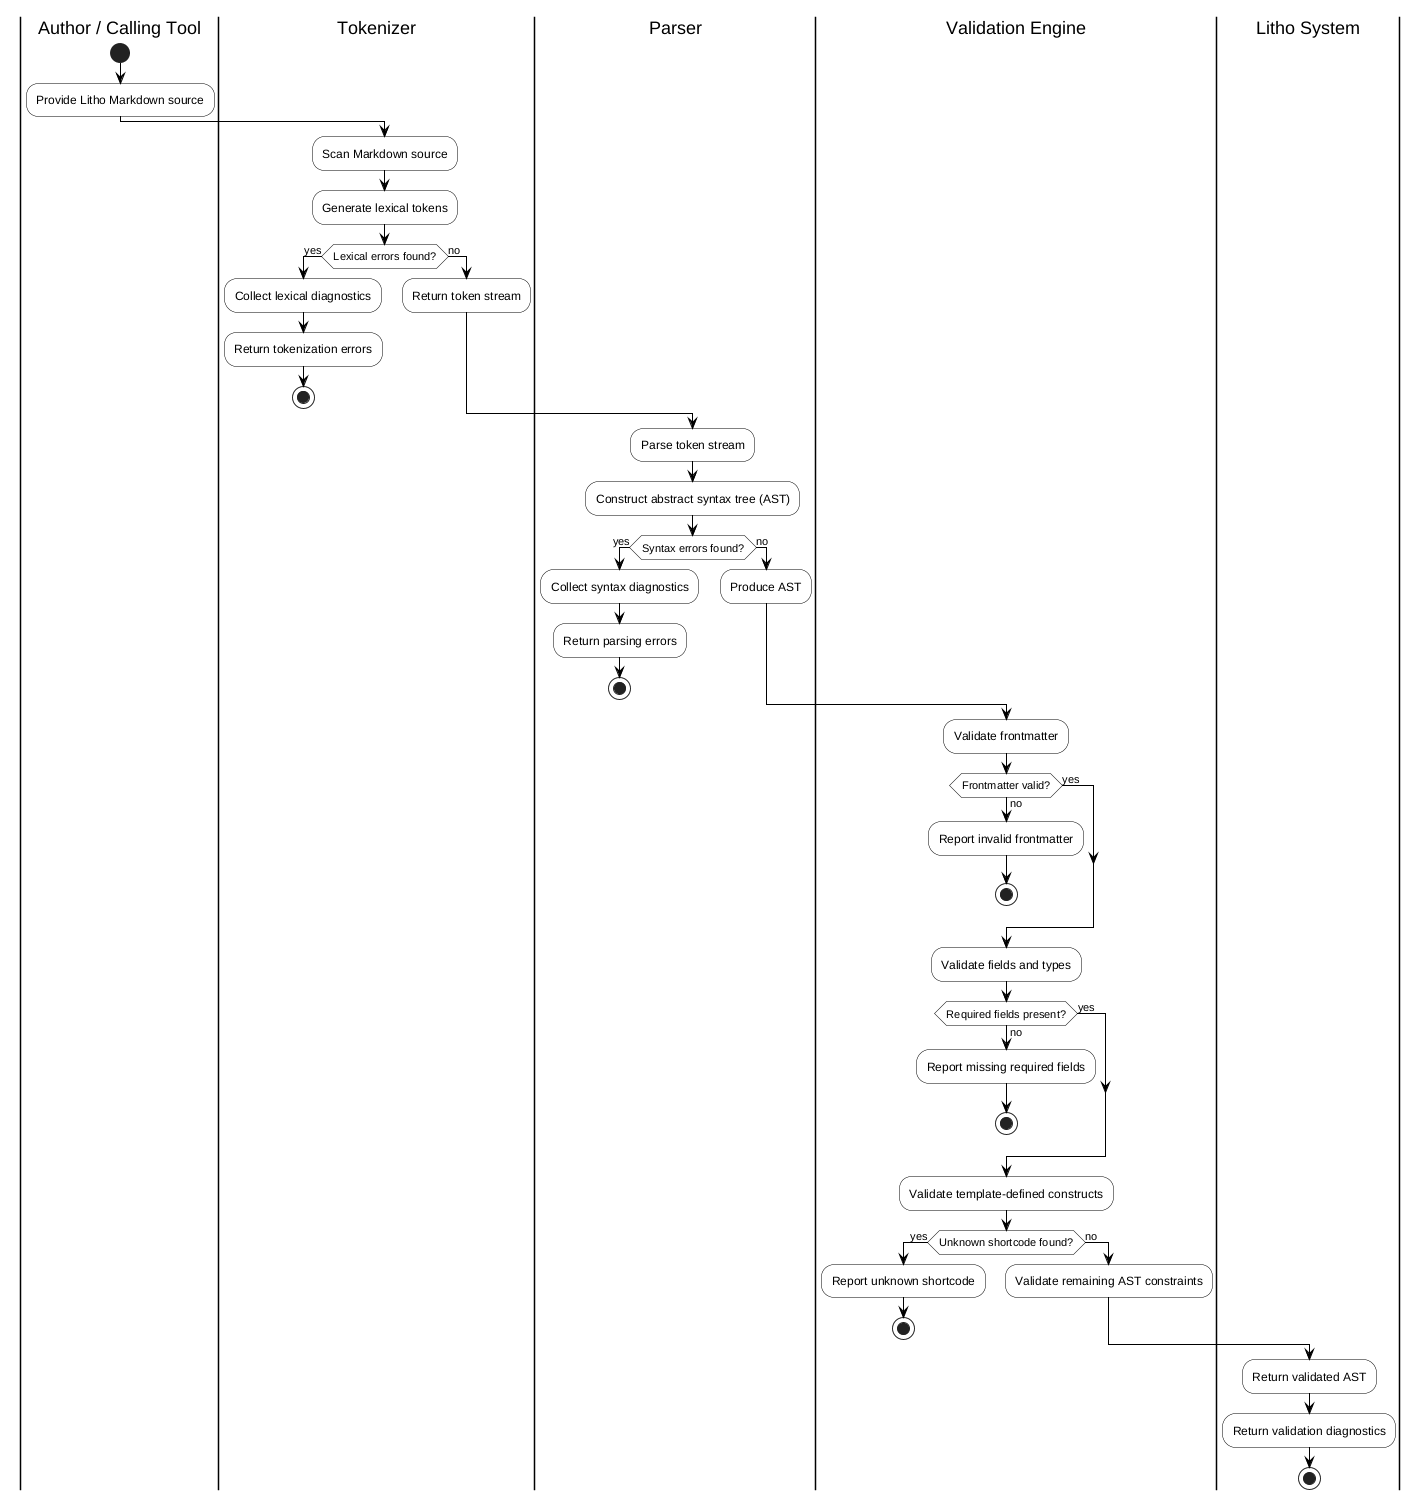 Author / Calling Tool
Tokenizer
Parser
Validation Engine
Litho System
Provide Litho Markdown source
Scan Markdown source
Generate lexical tokens
yes
Lexical errors found?
no
Collect lexical diagnostics
Return token stream
Return tokenization errors
Parse token stream
Construct abstract syntax tree (AST)
yes
Syntax errors found?
no
Collect syntax diagnostics
Produce AST
Return parsing errors
Validate frontmatter
Frontmatter valid?
yes
no
Report invalid frontmatter
Validate fields and types
Required fields present?
yes
no
Report missing required fields
Validate template-defined constructs
yes
Unknown shortcode found?
no
Report unknown shortcode
Validate remaining AST constraints
Return validated AST
Return validation diagnostics